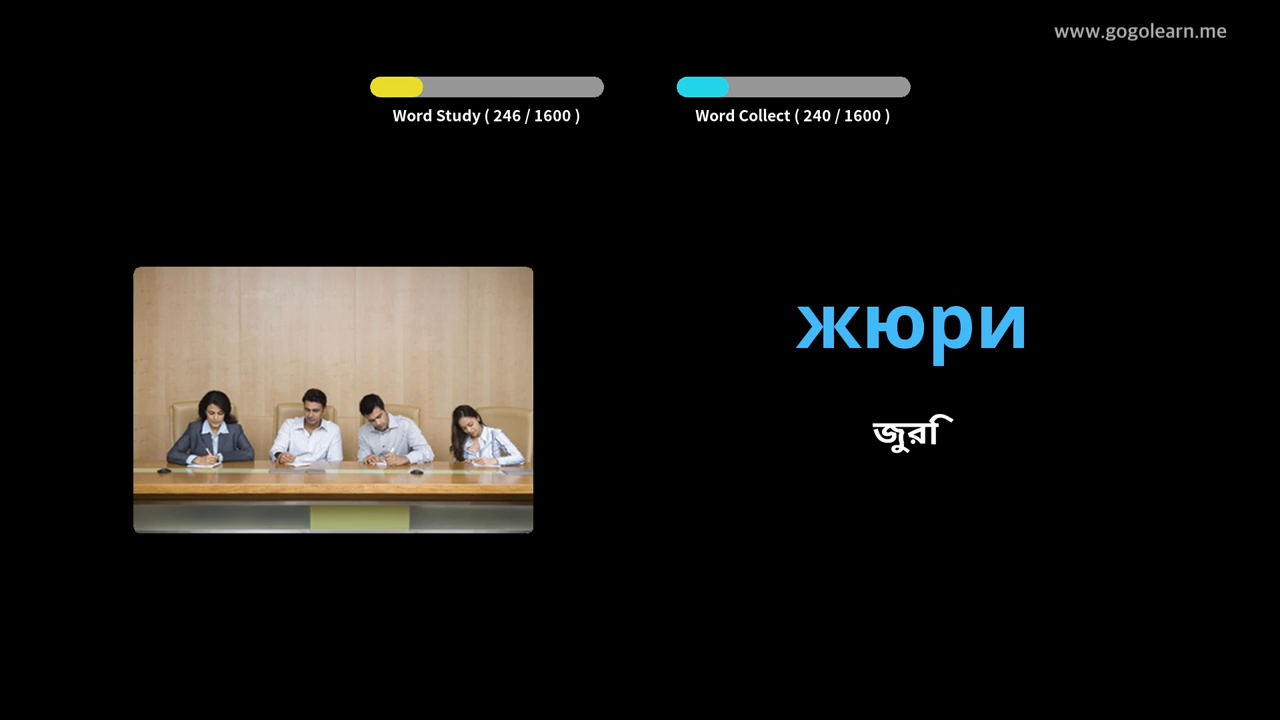 www.gogolearn.me
Word Study ( 246 / 1600 )
Word Collect ( 240 / 1600 )
жюри
জুরি